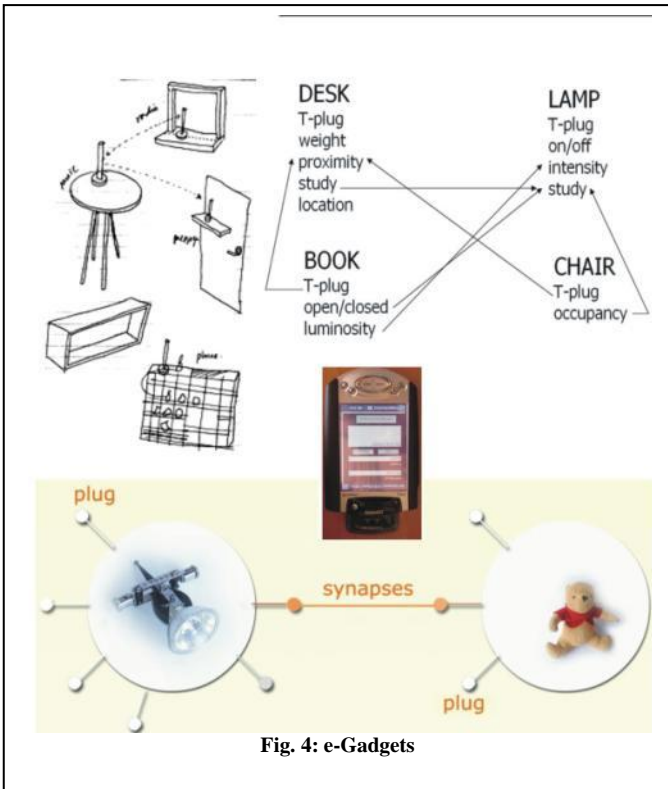 DESK
T-plug
weight
proximity
study
location
LAMP
T-plug
on/off
intensity
study
BOOK
T-plug
open/closed
luminosity
CHAIR
T-plug
occupancy
plug
synapses
plug
Fig. 4: e-Gadgets